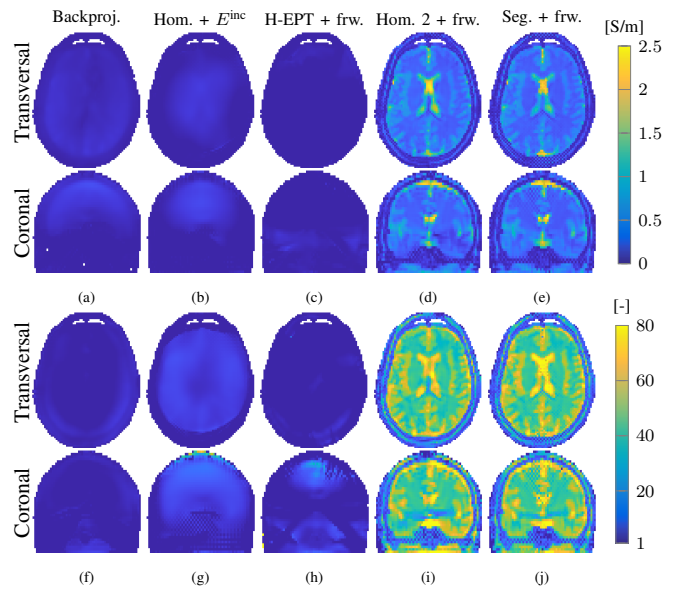 Backproj. Hom. + E^inc H-EPT + frw. Hom. 2 + frw. Seg. + frw. [S/m]
Transversal
2.5
2
1.5
1
0.5
0
Coronal
(a) (b) (c) (d) (e) [-]
Transversal
80
60
40
20
1
Coronal
(f) (g) (h) (i) (j)